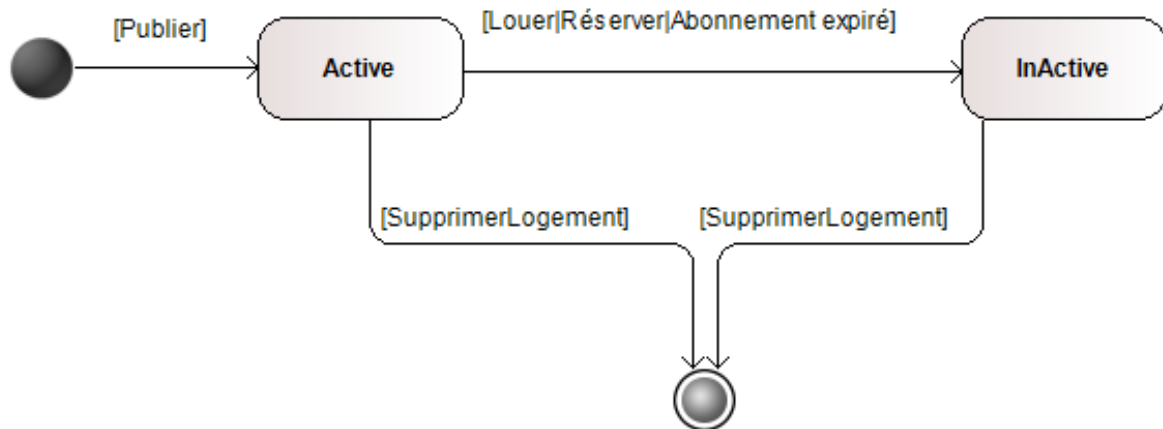 [Publier]
[Louer|Réserver|Abonnement expiré]
Active
InActive
[SupprimerLogement]
[SupprimerLogement]